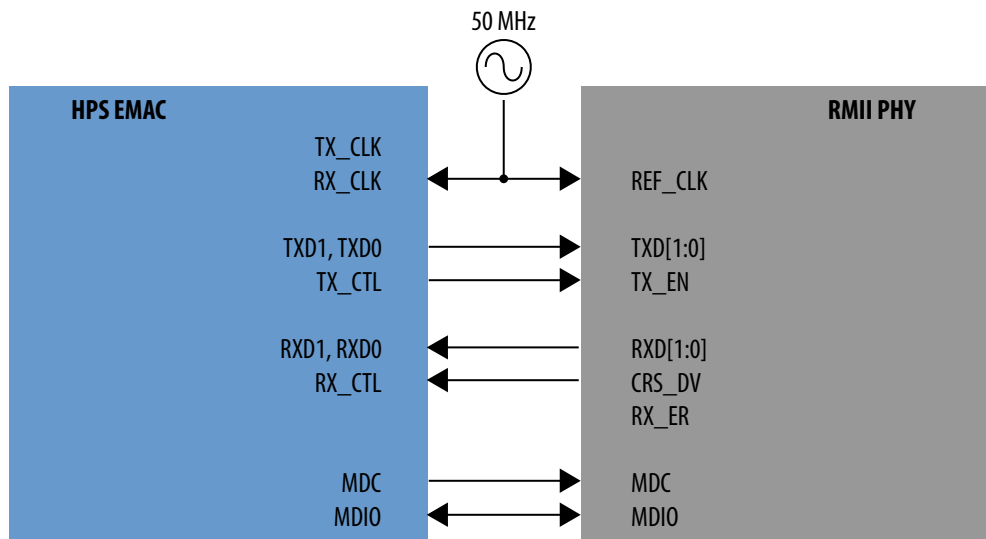 50 MHz
HPS EMAC
RMII PHY
TX_CLK
RX_CLK
REF_CLK
TXD1, TXD0
TXD[1:0]
TX_CTL
TX_EN
RXD1, RXD0
RXD[1:0]
RX_CTL
CRS_DV
RX_ER
MDC
MDC
MDIO
MDIO